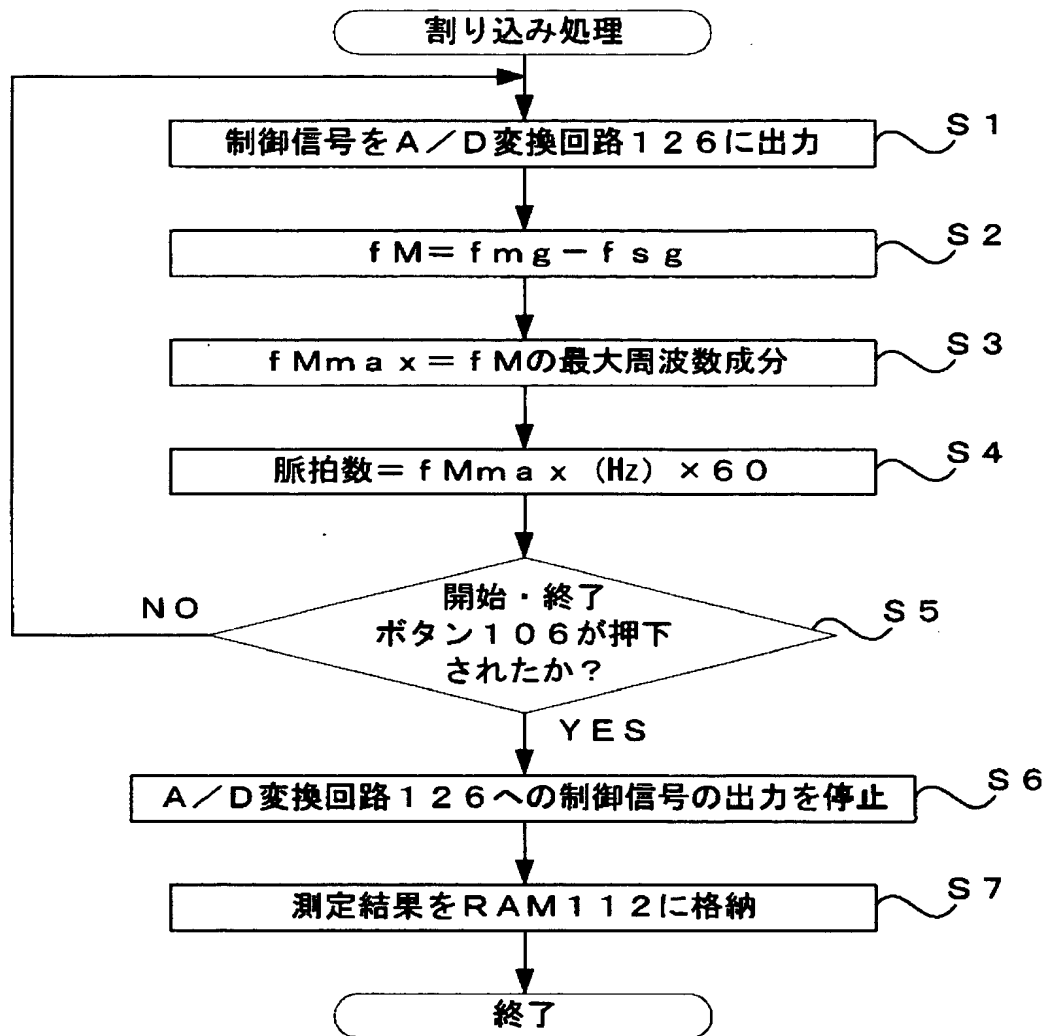 割り込み処理
制御信号をA/D変換回路126に出力
S1
fM=fmg-fsg
S2
fMmax=fMの最大周波数成分
S3
脈拍数=fMmax(Hz)×60
S4
開始・終了
ボタン106が押下
されたか?
NO
S5
YES
A/D変換回路126への制御信号の出力を停止
S6
測定結果をRAM112に格納
S7
終了